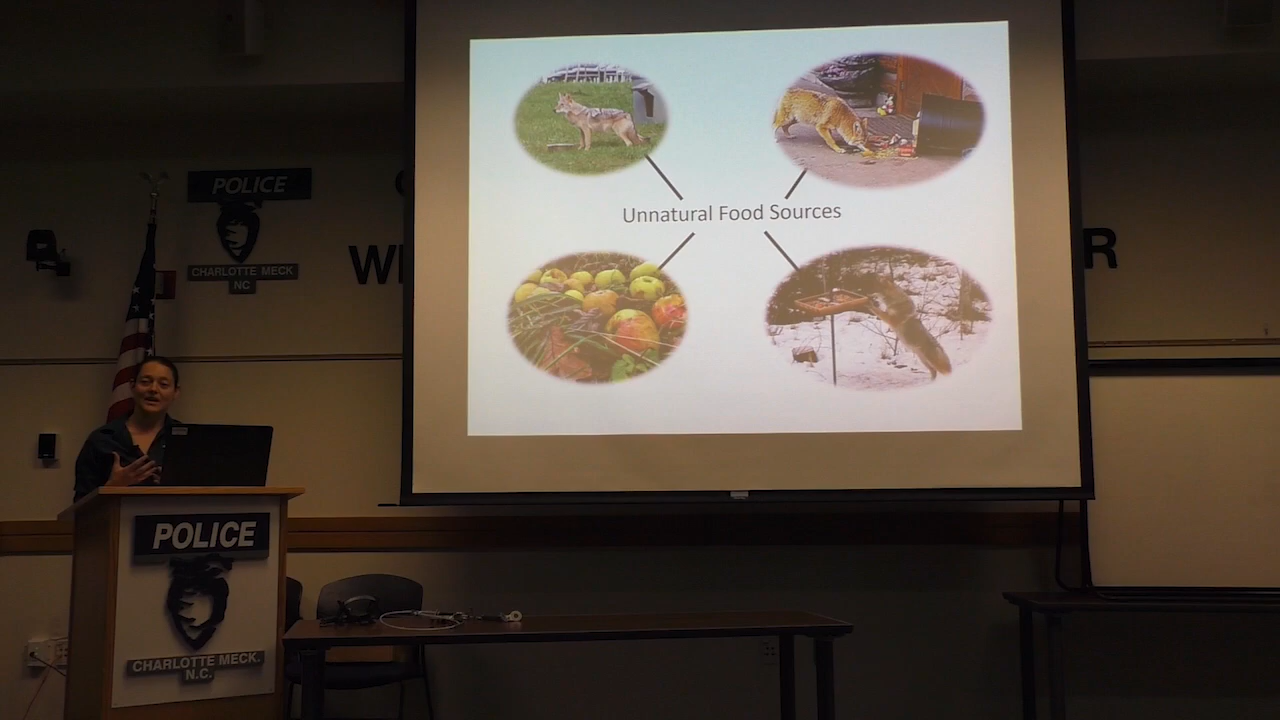 POLICE
CHARLOTTE MECK
NC
R
Unnatural Food Sources
POLICE
CHARLOTTE MECK.
N.C.